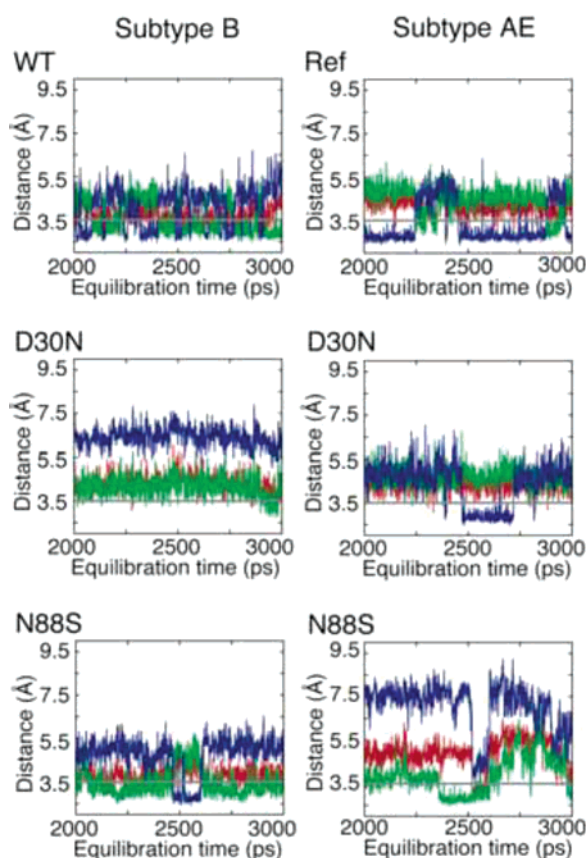 Subtype B Subtype AE
WT Ref
Distance (Å) 9.5 7.5 5.5 3.5
2000 2500 3000
Equilibration time (ps)
Distance (Å) 9.5 7.5 5.5 3.5
2000 2500 3000
Equilibration time (ps)
D30N D30N
Distance (Å) 9.5 7.5 5.5 3.5
2000 2500 3000
Equilibration time (ps)
Distance (Å) 9.5 7.5 5.5 3.5
2000 2500 3000
Equilibration time (ps)
N88S N88S
Distance (Å) 9.5 7.5 5.5 3.5
2000 2500 3000
Equilibration time (ps)
Distance (Å) 9.5 7.5 5.5 3.5
2000 2500 3000
Equilibration time (ps)